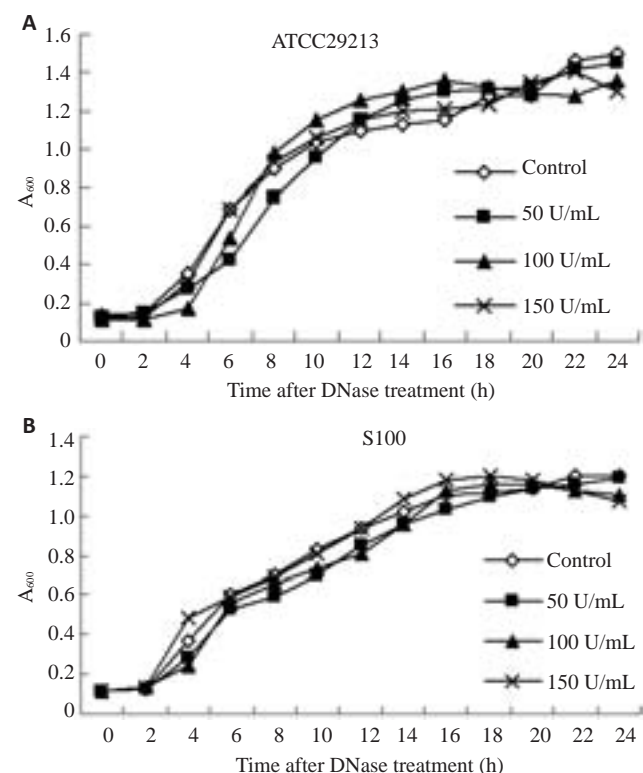 A
ATCC29213
1.6
1.4
1.2
1.0
0.8
0.6
0.4
0.2
0
A600
Control
50 U/mL
100 U/mL
150 U/mL
0 2 4 6 8 10 12 14 16 18 20 22 24
Time after DNase treatment (h)
B
S100
1.4
1.2
1.0
0.8
0.6
0.4
0.2
0
A600
Control
50 U/mL
100 U/mL
150 U/mL
0 2 4 6 8 10 12 14 16 18 20 22 24
Time after DNase treatment (h)